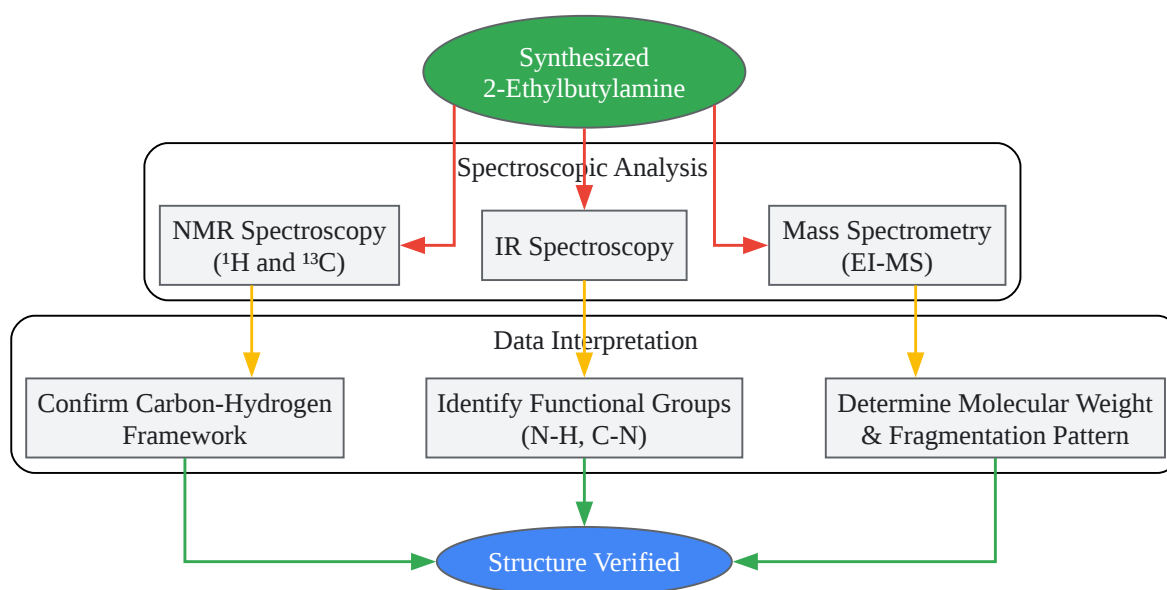 Synthesized
2-Ethylbutylamine
Spectroscopic Analysis
NMR Spectroscopy
(¹H and ¹³C)
IR Spectroscopy
Mass Spectrometry
(EI-MS)
Data Interpretation
Confirm Carbon-Hydrogen
Framework
Identify Functional Groups
(N-H, C-N)
Determine Molecular Weight
& Fragmentation Pattern
Structure Verified